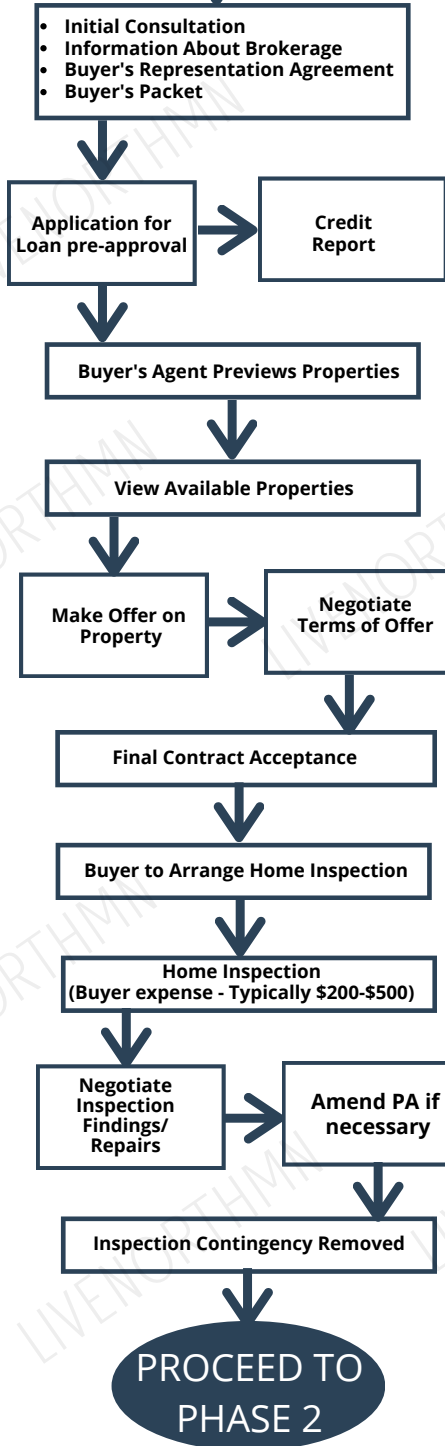 • Initial Consultation
• Information About Brokerage
• Buyer's Representation Agreement
• Buyer's Packet
Application for
Loan pre-approval
Credit
Report
Buyer's Agent Previews Properties
View Available Properties
Make Offer on
Property
Negotiate
Terms of Offer
Final Contract Acceptance
Buyer to Arrange Home Inspection
Home Inspection
(Buyer expense - Typically $200-$500)
Negotiate
Inspection
Findings/
Repairs
Amend PA if
necessary
Inspection Contingency Removed
PROCEED TO
PHASE 2
LIVENORTHMN